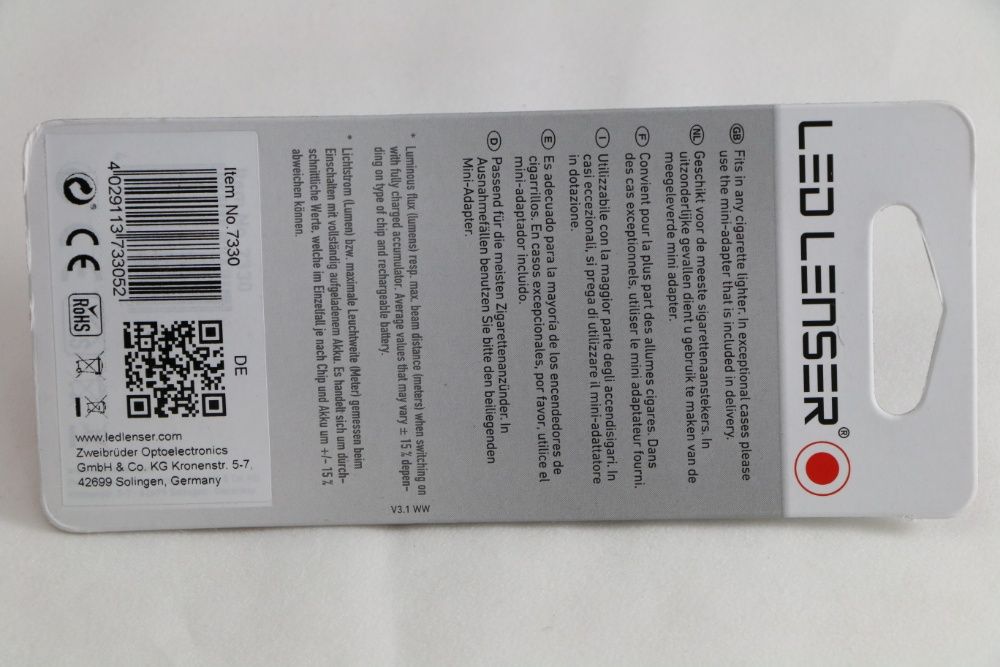 LED LENSER®
GB Fits in any cigarette lighter. In exceptional cases please
use the mini-adapter that is included in delivery.
NL Geschikt voor de meeste sigarettenaanstekers. In
uitzonderlijke gevallen dient u gebruik te maken van de
meegeleverde mini adapter.
F Convient pour la plus part des allumes cigares. Dans
des cas exceptionnels, utiliser le mini adaptateur fourni.
I Utilizzabile con la maggior parte degli accendisigari. In
casi eccezionali, si prega di utilizzare il mini-adattatore
in dotazione.
E Es adecuado para la mayoría de los encendedores de
cigarrillos. En casos excepcionales, por favor, utilice el
mini-adaptador incluido.
D Passend für die meisten Zigarettenanzünder. In
Ausnahmefällen benutzen Sie bitte den beiliegenden
Mini-Adapter.
* Luminous flux (lumens) resp. max. beam distance (meters) when switching on
with fully charged accumulator. Average values that may vary ± 15 % depen-
ding on type of chip and rechargeable battery.
* Lichtstrom (Lumen) bzw. maximale Leuchtweite (Meter) gemessen beim
Einschalten mit vollständig aufgeladenem Akku. Es handelt sich um durch-
schnittliche Werte, welche im Einzelfall je nach Chip und Akku um +/- 15 %
abweichen können.
V3.1 WW
Item No. 7330
4 029113 733052
DE
CE
RoHS
www.ledlenser.com
Zweibrüder Optoelectronics
GmbH & Co. KG Kronenstr. 5-7,
42699 Solingen, Germany